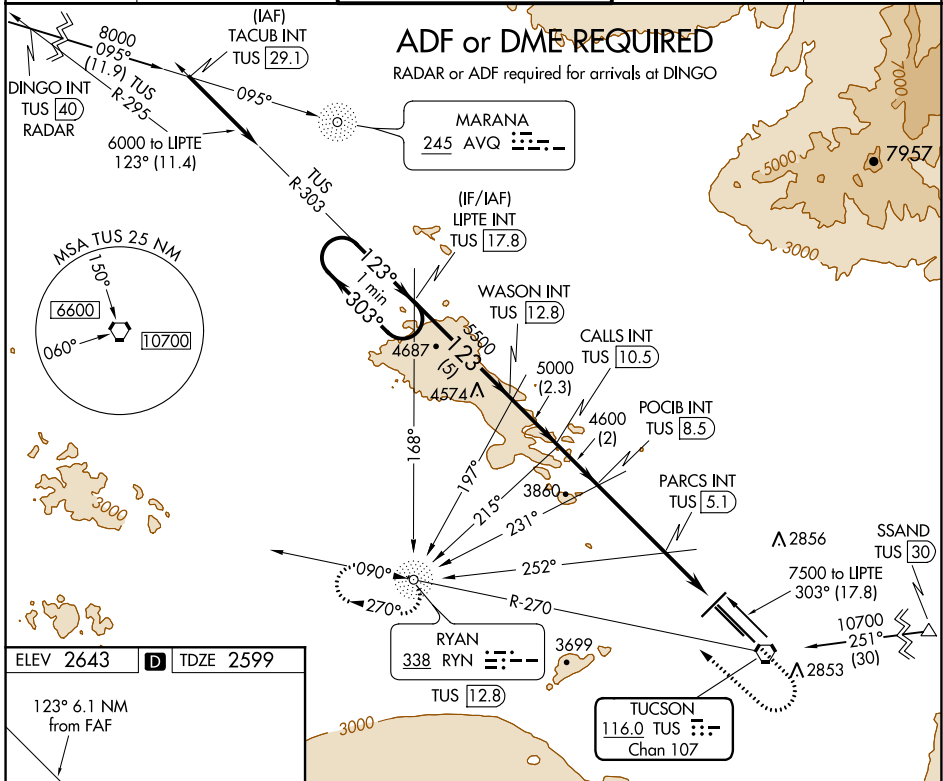 ADF or DME REQUIRED
RADAR or ADF required for arrivals at DINGO
(IAF)
TACUB INT
TUS 29.1
8000
095°
(11.9)
TUS
R-295
DINGO INT
TUS 40
RADAR
095°
6000 to LIPTE
123° (11.4)
MARANA
245 AVQ
TUS
R-303
7000
5000
7957
3000
(IF/IAF)
LIPTE INT
TUS 17.8
MSA TUS 25 NM
150°
6600
060°
10700
123°
1 min
303°
WASON INT
TUS 12.8
5500
123
(5)
4687
4574
CALLS INT
TUS 10.5
5000
(2.3)
4600
(2)
POCIB INT
TUS 8.5
168°
197°
215°
231°
3860
PARCS INT
TUS 5.1
3000
252°
2856
SSAND
TUS 30
090°
270°
R-270
7500 to LIPTE
303° (17.8)
10700
251°
(30)
RYAN
338 RYN
TUS 12.8
3699
2853
TUCSON
116.0 TUS
Chan 107
3000
ELEV 2643 D TDZE 2599
123° 6.1 NM
from FAF